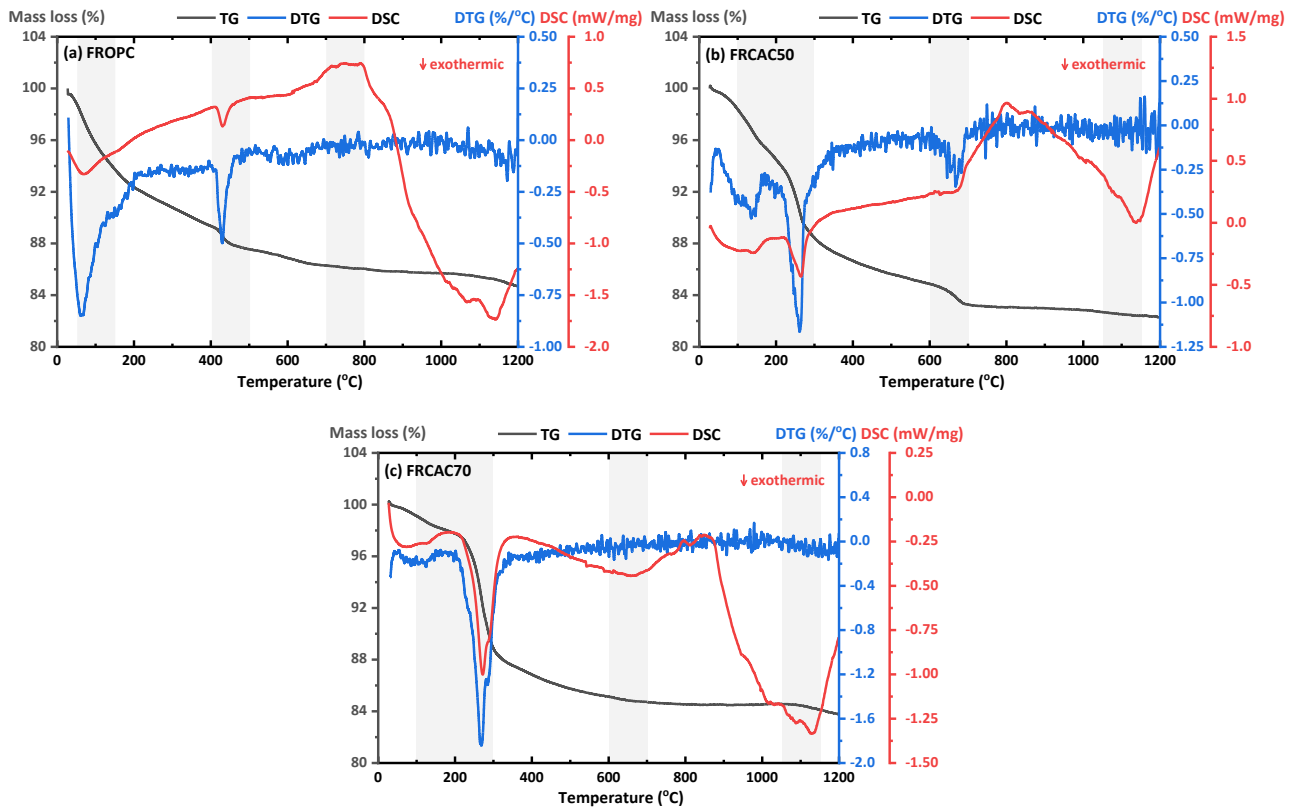 Mass loss (%) TG DTG DSC DTG (%/°C) DSC (mW/mg)
104 0.50 1.0
(a) FROPC
↓ exothermic
100 0.25 0.5
96 0.00 0.0
92 -0.25 -0.5
88 -0.50 -1.0
84 -0.75 -1.5
80 -1.00 -2.0
0 200 400 600 800 1000 1200
Temperature (°C)
Mass loss (%) TG DTG DSC DTG (%/°C) DSC (mW/mg)
104 0.50 1.5
(b) FRCAC50
↓ exothermic
100 0.25 1.0
96 0.00 0.5
92 -0.25 0.0
88 -0.50 -0.5
84 -0.75 -1.0
80 -1.00
-1.25
0 200 400 600 800 1000 1200
Temperature (°C)
Mass loss (%) TG DTG DSC DTG (%/°C) DSC (mW/mg)
104 0.8 0.25
(c) FRCAC70
↓ exothermic
100 0.4 0.00
96 0.0 -0.25
92 -0.4 -0.50
88 -0.8 -0.75
84 -1.2 -1.00
80 -1.6 -1.25
-2.0 -1.50
0 200 400 600 800 1000 1200
Temperature (°C)